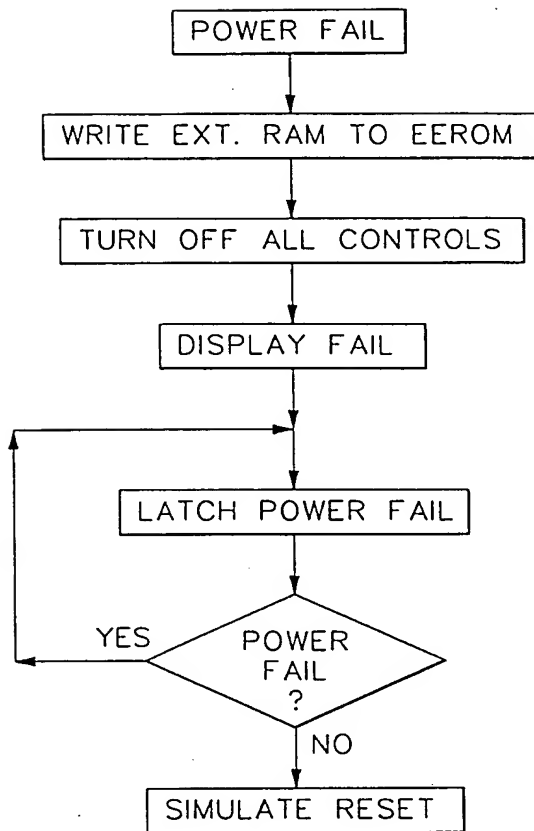 POWER FAIL
WRITE EXT. RAM TO EEROM
TURN OFF ALL CONTROLS
DISPLAY FAIL
LATCH POWER FAIL
YES
POWER
FAIL
?
NO
SIMULATE RESET